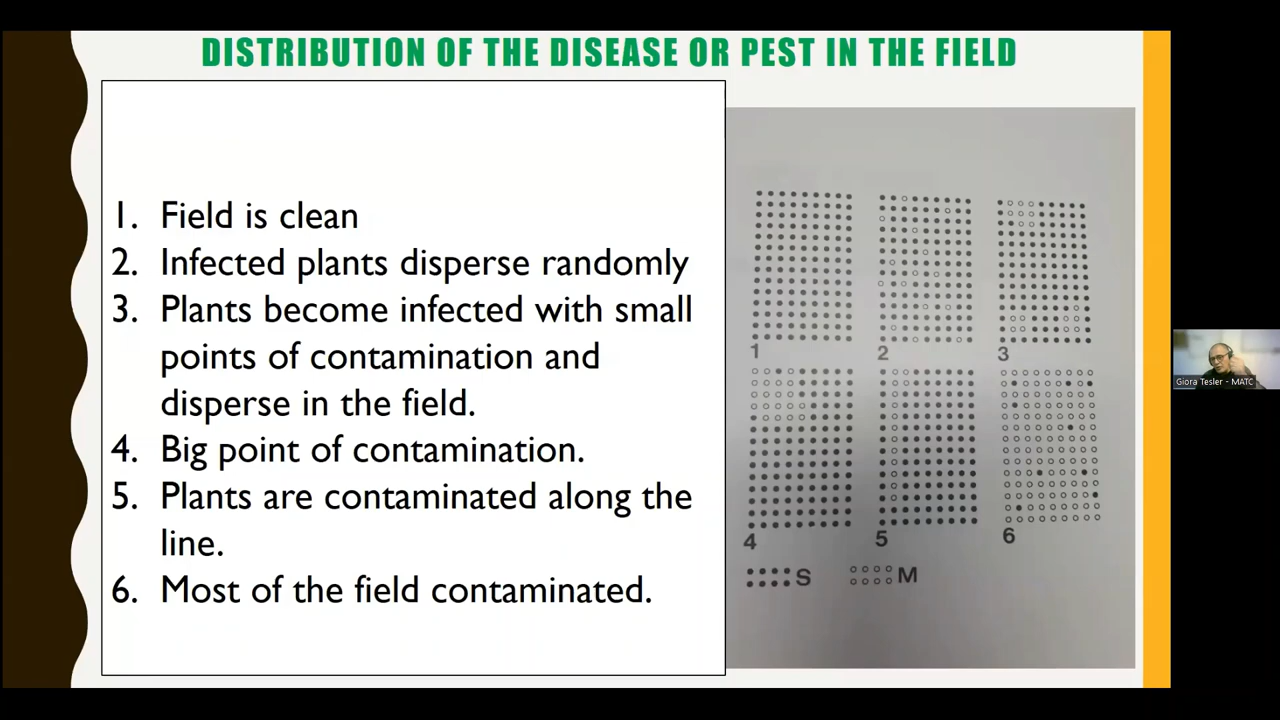 DISTRIBUTION OF THE DISEASE OR PEST IN THE FIELD
1. Field is clean
2. Infected plants disperse randomly
3. Plants become infected with small
points of contamination and
disperse in the field.
4. Big point of contamination.
5. Plants are contaminated along the
line.
6. Most of the field contaminated.
1 2 3
4 5 6
S M
Giora Tesler - MATC